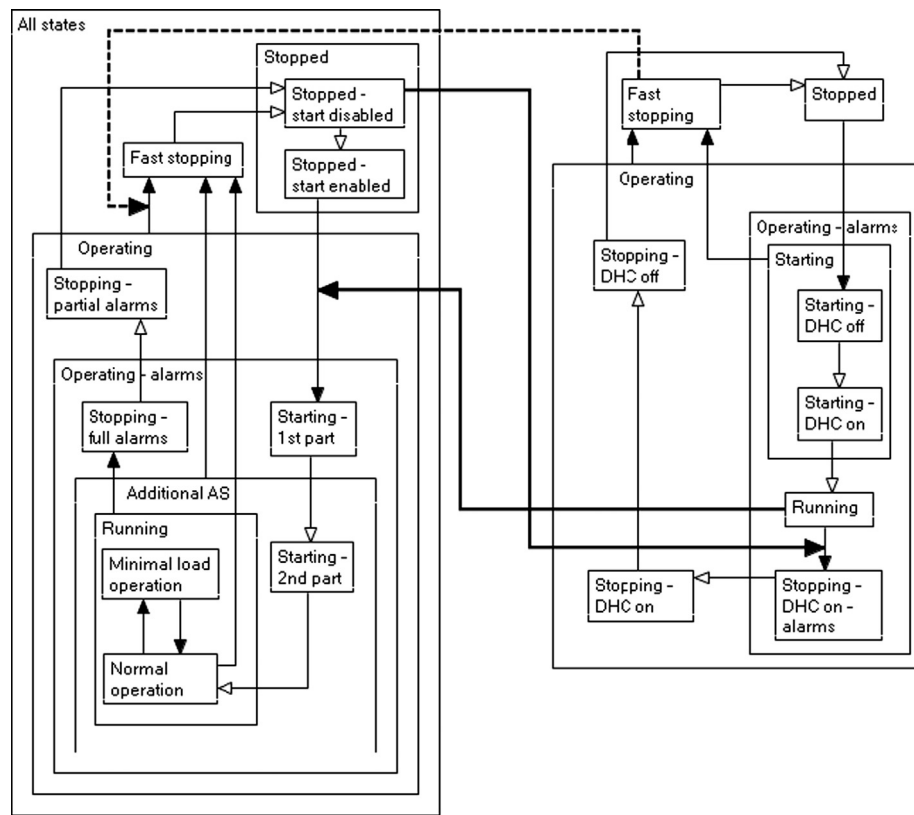 All states
Stopped
Stopped -
start disabled
Fast stopping
Stopped -
start enabled
Operating
Stopping -
partial alarms
Operating - alarms
Stopping -
full alarms
Starting -
1st part
Additional AS
Running
Minimal load
operation
Starting -
2nd part
Normal
operation
Fast
stopping
Stopped
Operating
Operating - alarms
Stopping -
DHC off
Starting
Starting -
DHC off
Starting -
DHC on
Running
Stopping -
DHC on
Stopping -
DHC on -
alarms